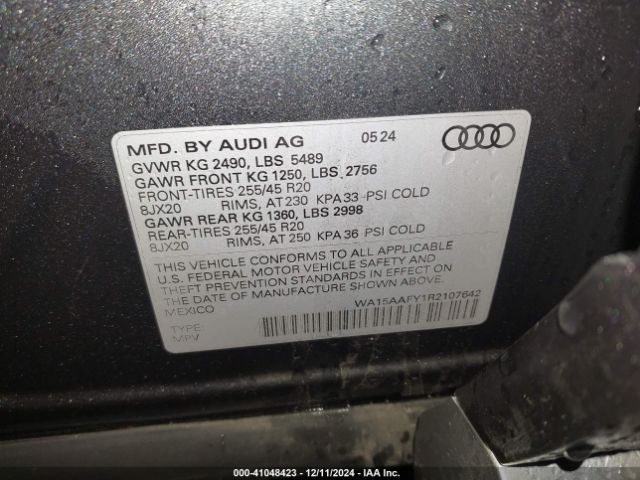 MFD. BY AUDI AG 05 24
GVWR KG 2490, LBS 5489
GAWR FRONT KG 1250, LBS 2756
FRONT-TIRES 255/45 R20
8JX20 RIMS, AT 230 KPA 33 PSI COLD
GAWR REAR KG 1360, LBS 2998
REAR-TIRES 255/45 R20
8JX20 RIMS, AT 250 KPA 36 PSI COLD
THIS VEHICLE CONFORMS TO ALL APPLICABLE
U.S. FEDERAL MOTOR VEHICLE SAFETY AND
THEFT PREVENTION STANDARDS IN EFFECT ON
THE DATE OF MANUFACTURE SHOWN ABOVE
MEXICO WA15AAFY1R2107642
TYPE:
MPV
000-41048423 - 12/11/2024 - IAA Inc.